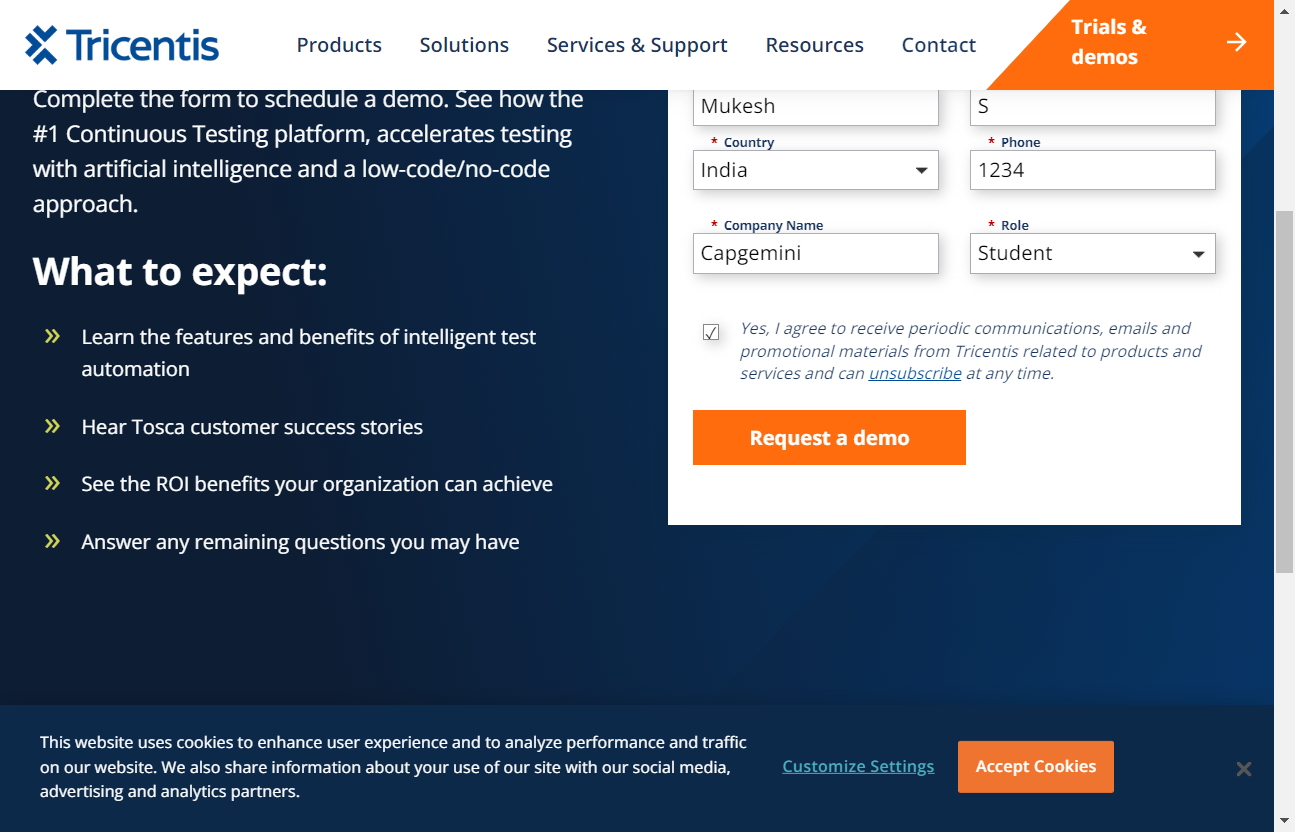 Tricentis
Products
Solutions
Services & Support
Resources
Contact
Trials &
demos
Complete the form to schedule a demo. See how the
#1 Continuous Testing platform, accelerates testing
with artificial intelligence and a low-code/no-code
approach.
What to expect:
» Learn the features and benefits of intelligent test
automation
» Hear Tosca customer success stories
» See the ROI benefits your organization can achieve
» Answer any remaining questions you may have
Mukesh
S
* Country
* Phone
India
1234
* Company Name
* Role
Capgemini
Student
Yes, I agree to receive periodic communications, emails and
promotional materials from Tricentis related to products and
services and can unsubscribe at any time.
Request a demo
This website uses cookies to enhance user experience and to analyze performance and traffic
on our website. We also share information about your use of our site with our social media,
advertising and analytics partners.
Customize Settings
Accept Cookies